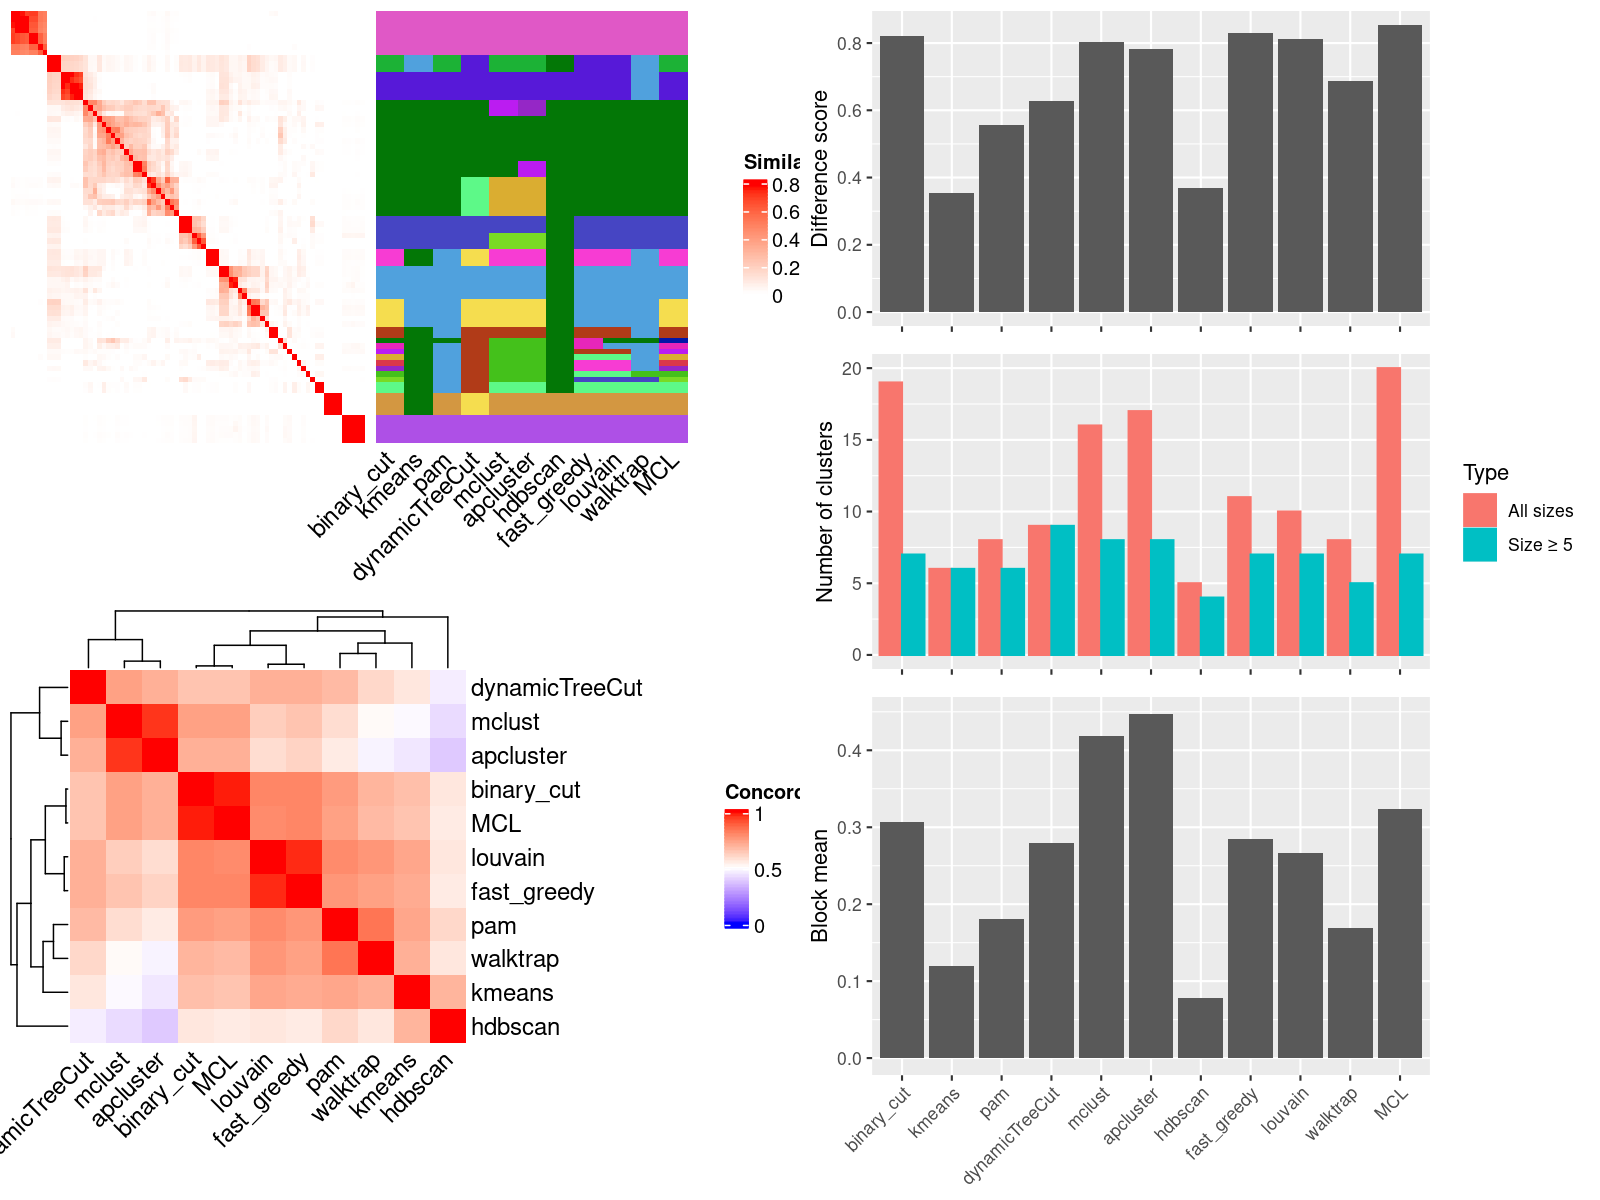 Simila
0.8
0.6
0.4
0.2
0
binary_cut
kmeans
pam
dynamicTreeCut
mclust
apcluster
hdbscan
fast_greedy
louvain
walktrap
MCL
Difference score
0.8
0.6
0.4
0.2
0.0
Number of clusters
20
15
10
5
0
Type
All sizes
Size ≥ 5
dynamicTreeCut
mclust
apcluster
binary_cut
MCL
louvain
fast_greedy
pam
walktrap
kmeans
hdbscan
amicTreeCut
mclust
apcluster
binary_cut
MCL
louvain
fast_greedy
pam
walktrap
kmeans
hdbscan
Concord
1
0.5
0
Block mean
0.4
0.3
0.2
0.1
0.0
binary_cut
kmeans
pam
dynamicTreeCut
mclust
apcluster
hdbscan
fast_greedy
louvain
walktrap
MCL